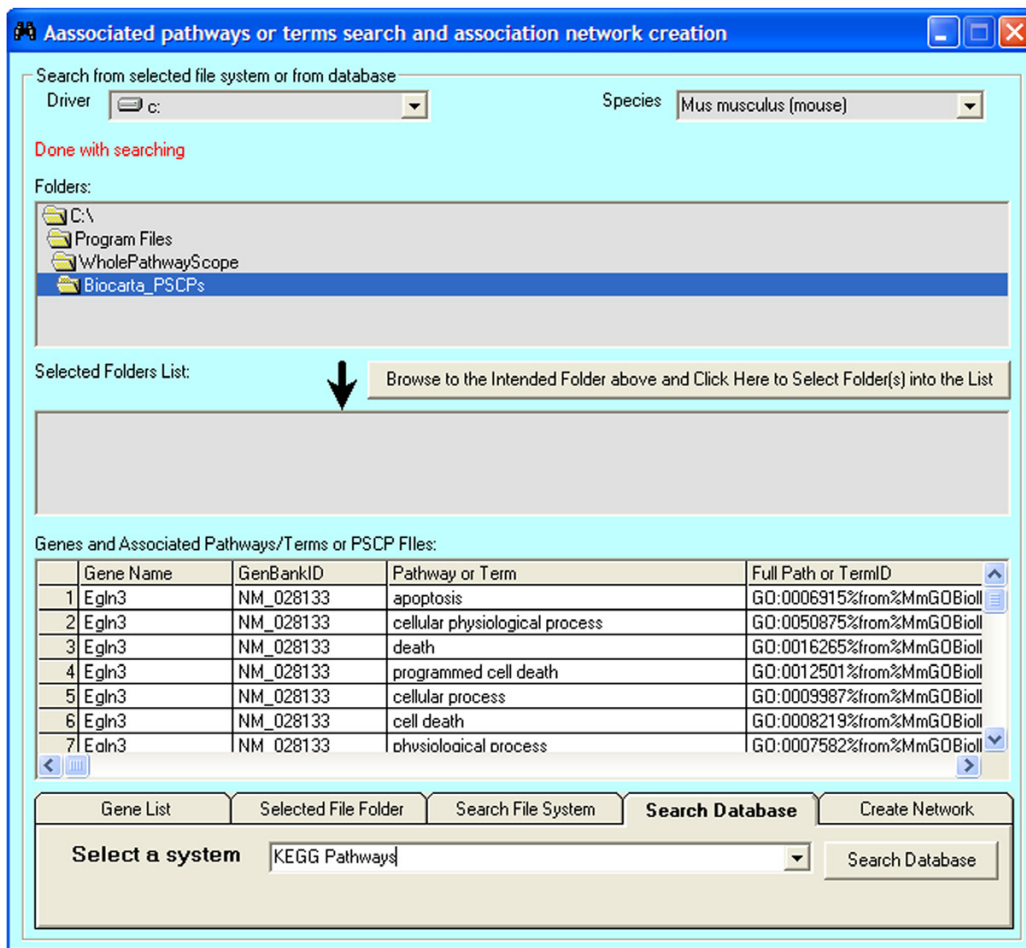 Aassociated pathways or terms search and association network creation
Search from selected file system or from database
Driver c: Species Mus musculus (mouse)
Done with searching
Folders:
C:\
Program Files
WholePathwayScope
Biocarta_PSCPs
Selected Folders List: Browse to the Intended Folder above and Click Here to Select Folder(s) into the List
Genes and Associated Pathways/Terms or PSCP FIles:
Gene Name GenBankID Pathway or Term Full Path or TermID
1 Egln3 NM_028133 apoptosis GO:0006915%from%MmGOBioll
2 Egln3 NM_028133 cellular physiological process GO:0050875%from%MmGOBioll
3 Egln3 NM_028133 death GO:0016265%from%MmGOBioll
4 Egln3 NM_028133 programmed cell death GO:0012501%from%MmGOBioll
5 Egln3 NM_028133 cellular process GO:0009987%from%MmGOBioll
6 Egln3 NM_028133 cell death GO:0008219%from%MmGOBioll
7 Egln3 NM_028133 physiological process GO:0007582%from%MmGOBioll
Gene List Selected File Folder Search File System Search Database Create Network
Select a system KEGG Pathways Search Database